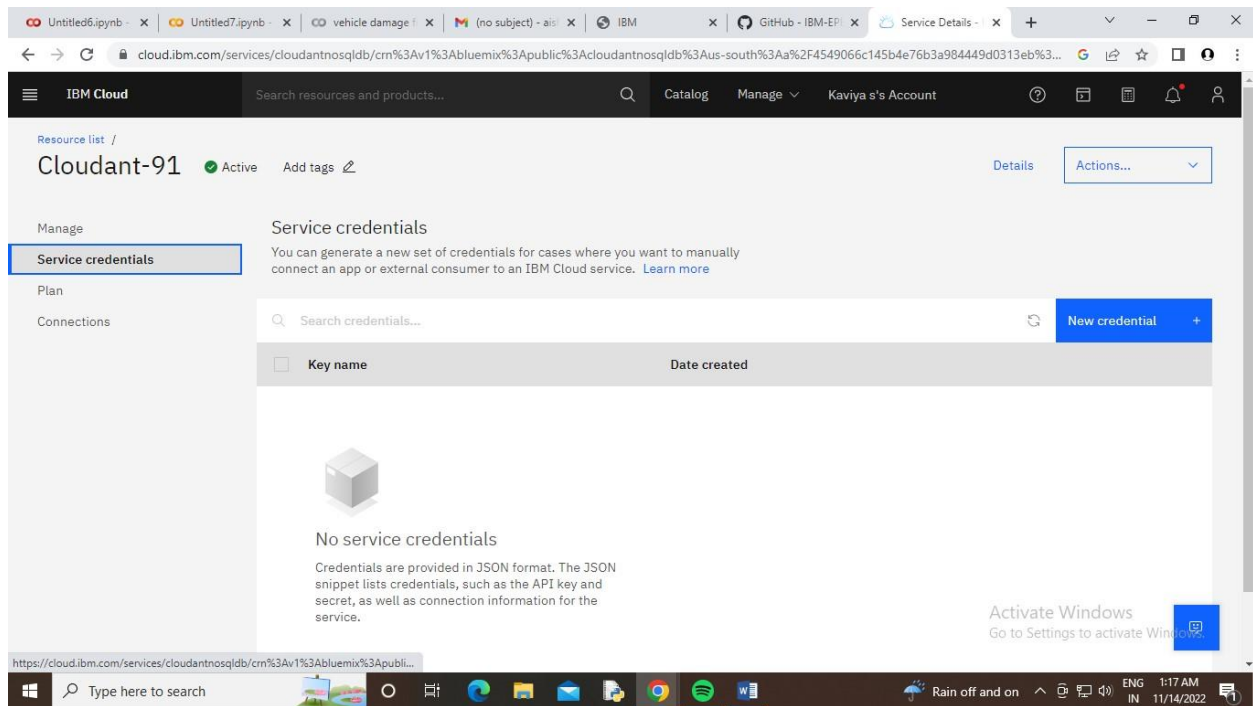 Untitled6.ipynb - Untitled7.ipynb - vehicle damage f (no subject) - aisl IBM GitHub - IBM-EPI Service Details -
cloud.ibm.com/services/cloudantnosqldb/crn%3Av1%3Abluemix%3Apublic%3Acloudantnosqldb%3Aus-south%3Aa%2F4549066c145b4e76b3a984449d0313eb%3...
IBM Cloud Search resources and products... Catalog Manage Kaviya s's Account
Resource list /
Cloudant-91 Active Add tags Details Actions...
Manage
Service credentials
Plan
Connections
Service credentials
You can generate a new set of credentials for cases where you want to manually
connect an app or external consumer to an IBM Cloud service. Learn more
Search credentials... New credential +
Key name Date created
No service credentials
Credentials are provided in JSON format. The JSON
snippet lists credentials, such as the API key and
secret, as well as connection information for the
service.
Activate Windows
Go to Settings to activate Windows.
https://cloud.ibm.com/services/cloudantnosqldb/crn%3Av1%3Abluemix%3Apubli...
Type here to search Rain off and on ENG 1:17 AM
IN 11/14/2022